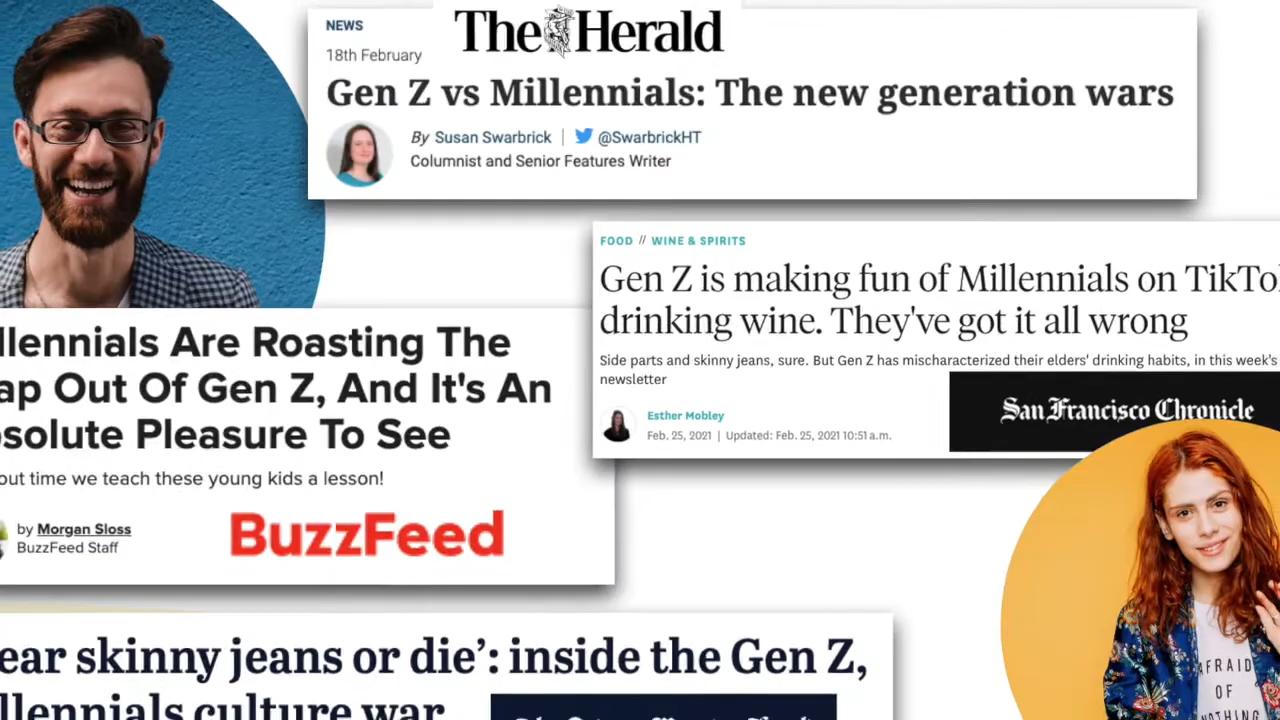 The Herald
NEWS
18th February
Gen Z vs Millennials: The new generation wars
By Susan Swarbrick | @SwarbrickHT
Columnist and Senior Features Writer
FOOD // WINE & SPIRITS
Gen Z is making fun of Millennials on TikTo
drinking wine. They've got it all wrong
Side parts and skinny jeans, sure. But Gen Z has mischaracterized their elders' drinking habits, in this week's
newsletter
Esther Mobley
Feb. 25, 2021 | Updated: Feb. 25, 2021 10:51 a.m.
San Francisco Chronicle
llennials Are Roasting The
ap Out Of Gen Z, And It's An
solute Pleasure To See
out time we teach these young kids a lesson!
by Morgan Sloss
BuzzFeed Staff
BuzzFeed
ear skinny jeans or die’: inside the Gen Z,
llennials culture war
AFRAID
OF
NOTHING